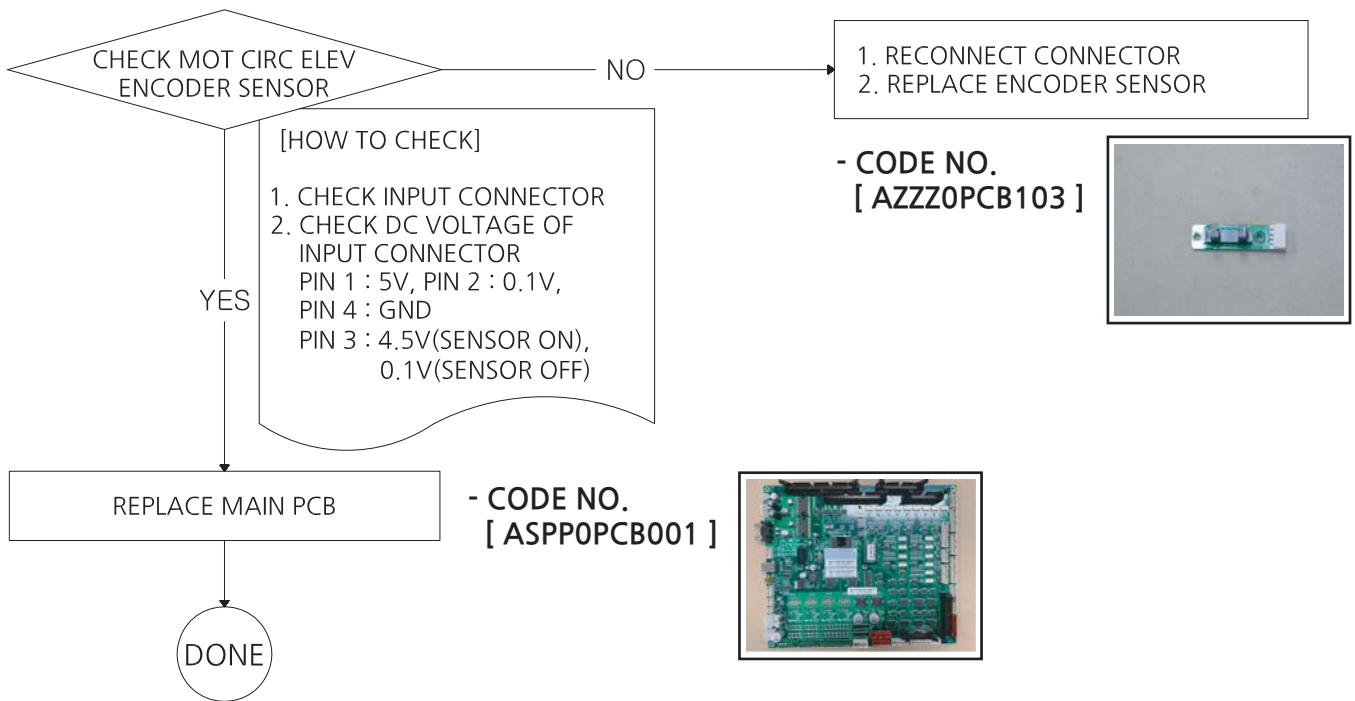 CHECK MOT CIRC ELEV
ENCODER SENSOR
NO
1. RECONNECT CONNECTOR
2. REPLACE ENCODER SENSOR
[HOW TO CHECK]
1. CHECK INPUT CONNECTOR
2. CHECK DC VOLTAGE OF
INPUT CONNECTOR
PIN 1 : 5V, PIN 2 : 0.1V,
PIN 4 : GND
PIN 3 : 4.5V(SENSOR ON),
0.1V(SENSOR OFF)
- CODE NO.
[ AZZZ0PCB103 ]
YES
REPLACE MAIN PCB
- CODE NO.
[ ASPP0PCB001 ]
DONE